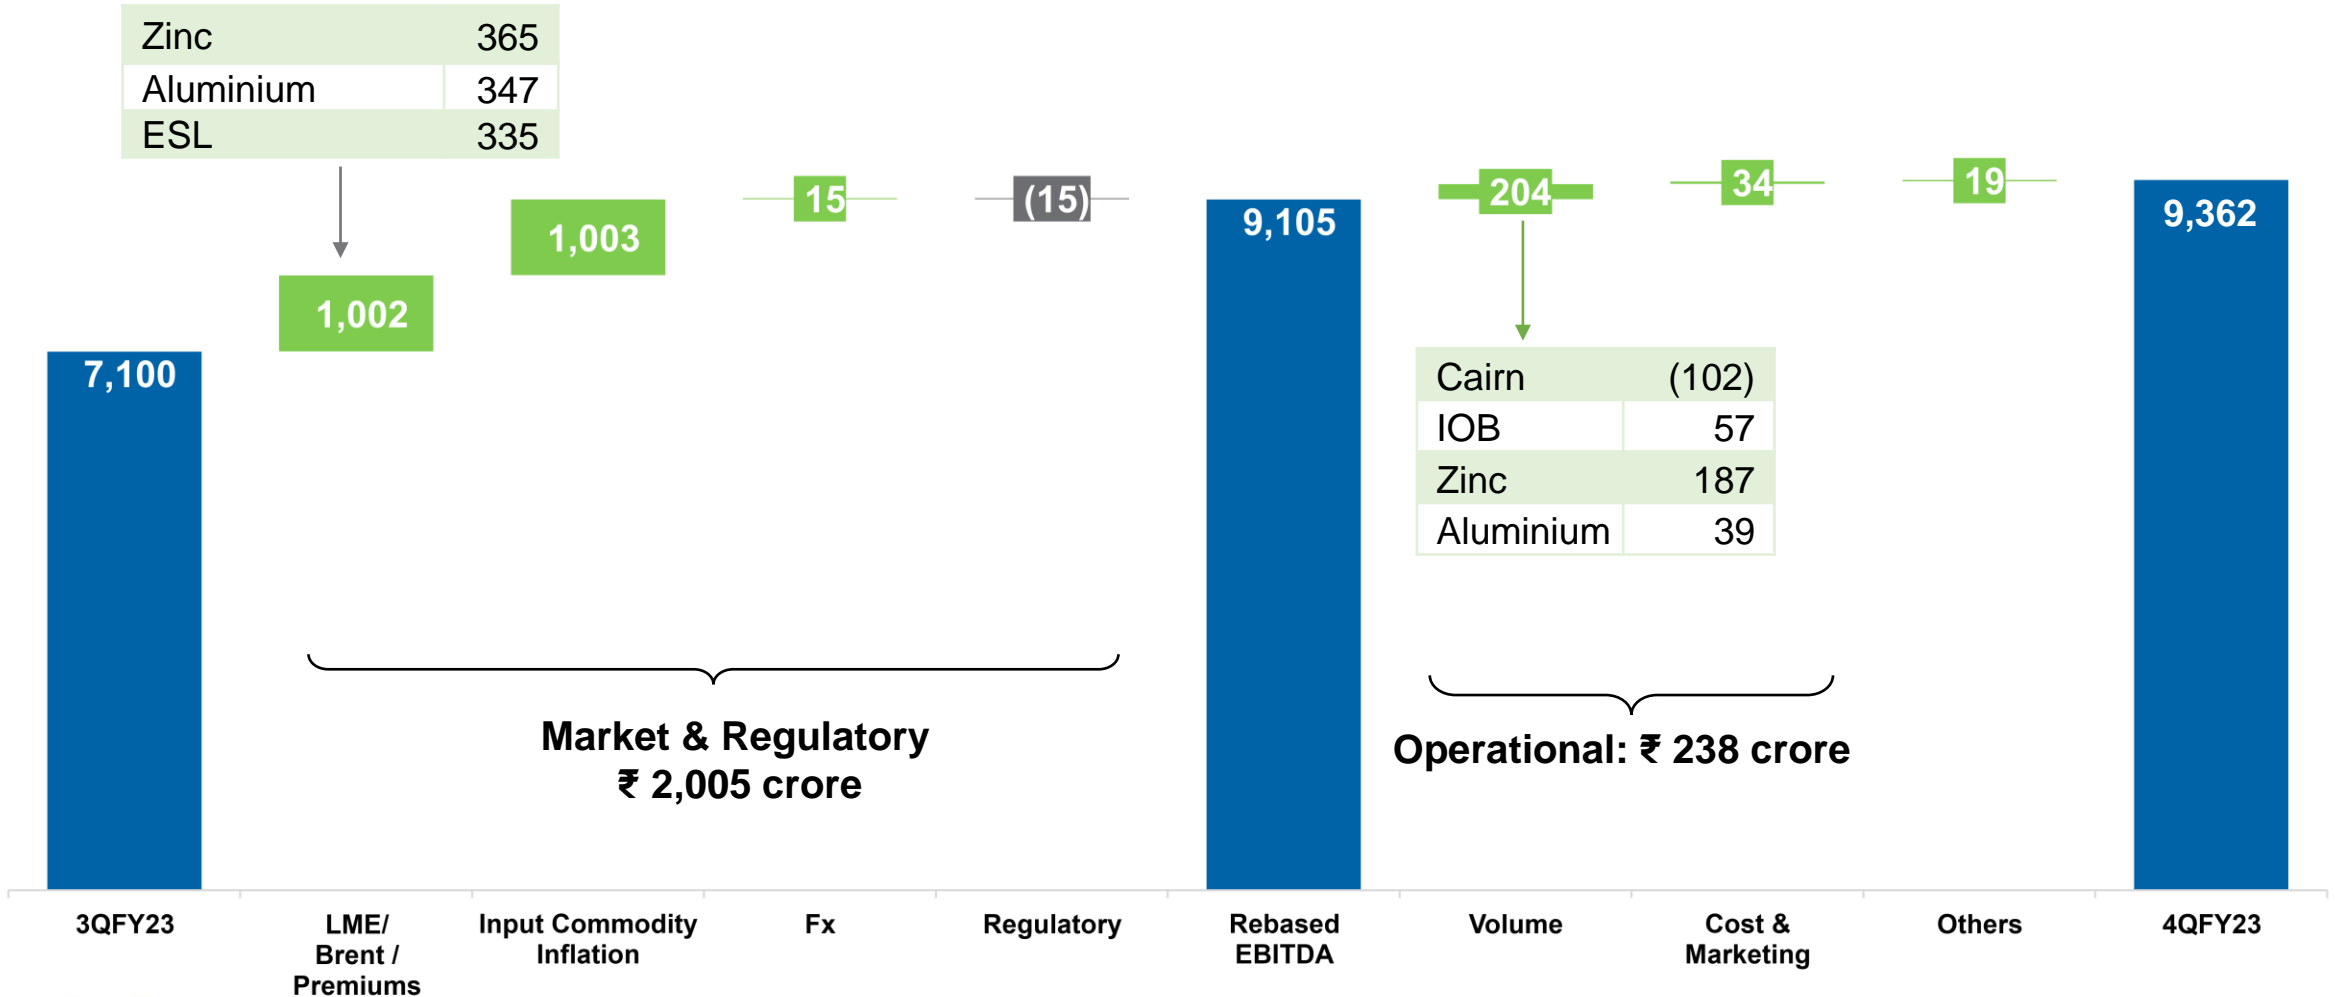 Zinc 365
Aluminium 347
ESL 335
1,002
1,003
15
(15)
9,105
204
34
19
9,362
7,100
Cairn (102)
IOB 57
Zinc 187
Aluminium 39
Market & Regulatory
₹ 2,005 crore
Operational: ₹ 238 crore
3QFY23
LME/
Brent /
Premiums
Input Commodity
Inflation
Fx
Regulatory
Rebased
EBITDA
Volume
Cost &
Marketing
Others
4QFY23